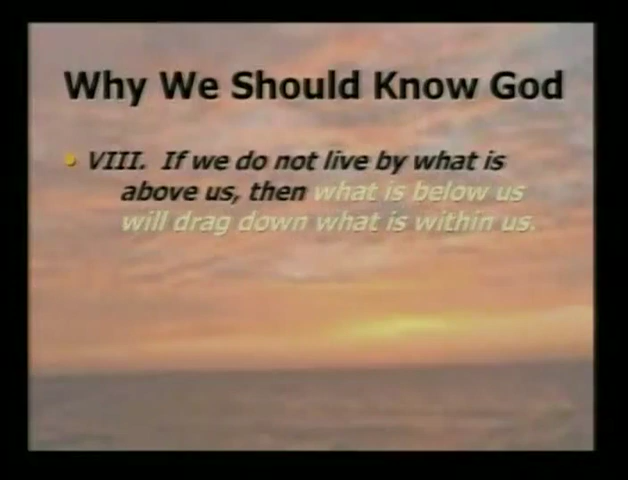 Why We Should Know God
• VIII. If we do not live by what is
above us, then what is below us
will drag down what is within us.